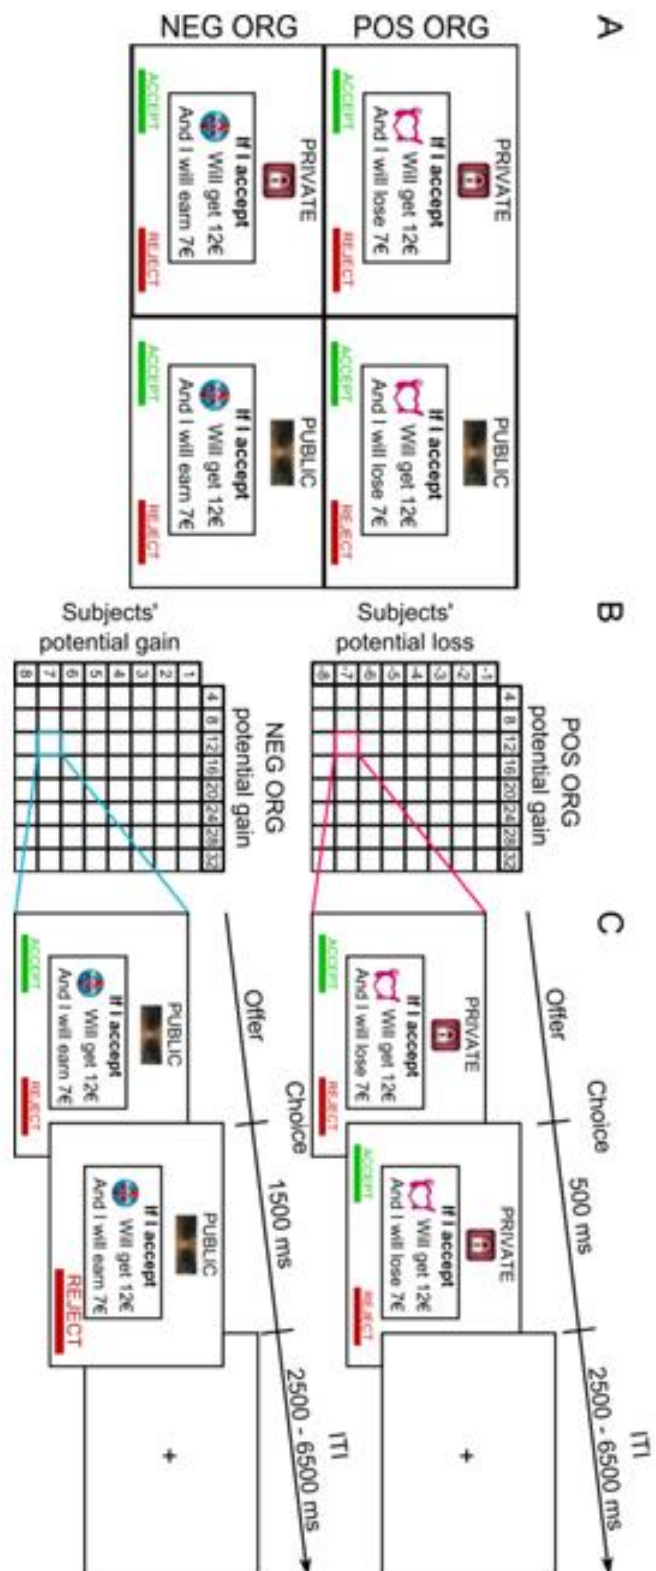 A
POS ORG
NEG ORG
PRIVATE
If I accept
Will get 12€
And I will lose 7€
ACCEPT
REJECT
PUBLIC
If I accept
Will get 12€
And I will lose 7€
ACCEPT
REJECT
PRIVATE
If I accept
Will get 12€
And I will earn 7€
ACCEPT
REJECT
PUBLIC
If I accept
Will get 12€
And I will earn 7€
ACCEPT
REJECT
B
POS ORG
potential gain
4 8 12 16 20 24 28 32
Subjects'
potential loss
-1
-2
-3
-4
-5
-6
-7
-8
NEG ORG
potential gain
4 8 12 16 20 24 28 32
Subjects'
potential gain
1
2
3
4
5
6
7
8
C
Offer
Choice
500 ms
ITI
2500 - 6500 ms
PRIVATE
If I accept
Will get 12€
And I will lose 7€
ACCEPT
REJECT
PRIVATE
If I accept
Will get 12€
And I will lose 7€
ACCEPT
REJECT
+
Offer
Choice
1500 ms
ITI
2500 - 6500 ms
PUBLIC
If I accept
Will get 12€
And I will earn 7€
ACCEPT
REJECT
PUBLIC
If I accept
Will get 12€
And I will earn 7€
REJECT
+